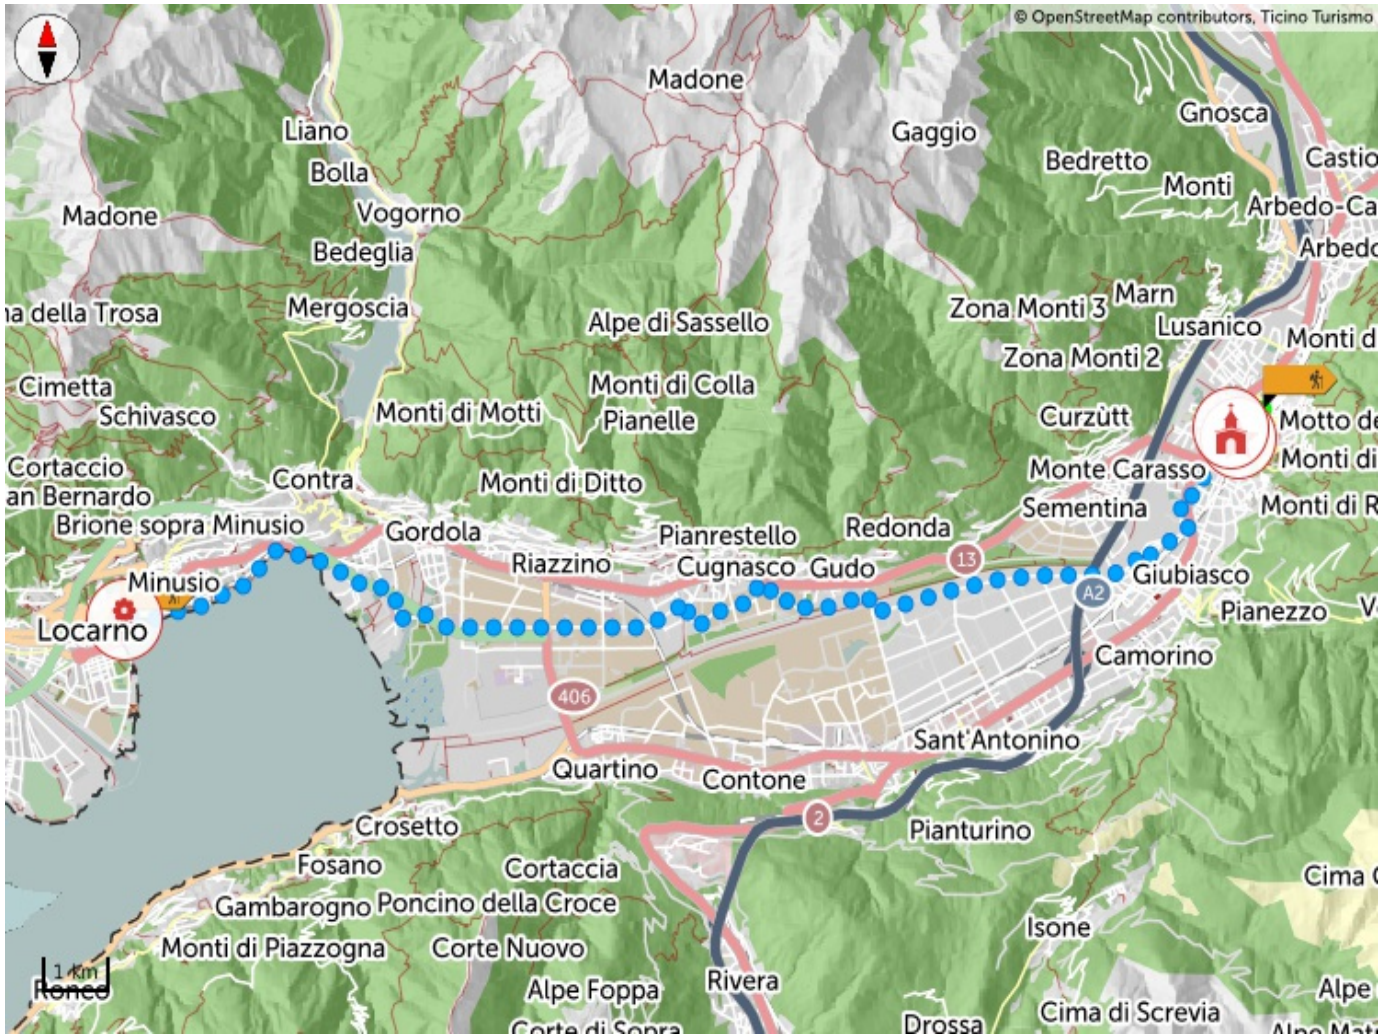 © OpenStreetMap contributors, Ticino Turismo
Madone
Gnosca
Liano
Gaggio
Bedretto
Castio
Bolla
Monti
Madone
Vogorno
Arbedo-Ca
Bedeglia
Arbedo
Mergoscia
Marn
na della Trosa
Zona Monti 3
Alpe di Sassello
Lusanico
Monti d
Zona Monti 2
Cimetta
Monti di Colla
Schivasco
Monti di Motti
Pianelle
Curzùtt
Motto de
Cortaccio
Monti di
an Bernardo
Contra
Monti di Ditto
Monte Carasso
Sementina
Monti di R
Brione sopra Minusio
Gordola
Pianrestello
Redonda
Riazzino
Cugnasco
Gudo
13
Minusio
Giubiasco
A2
Pianezzo
V
Locarno
Camorino
406
Sant'Antonino
Quartino
Contone
2
Crosetto
Pianturino
Fosano
Cortaccia
Cima
Gambarogno
Poncino della Croce
Isone
Monti di Piazzogna
Corte Nuovo
1 km
Ronco
Rivera
Alpe Foppa
Alpe
Cima di Screvia
Corte di Sopra
Drossa